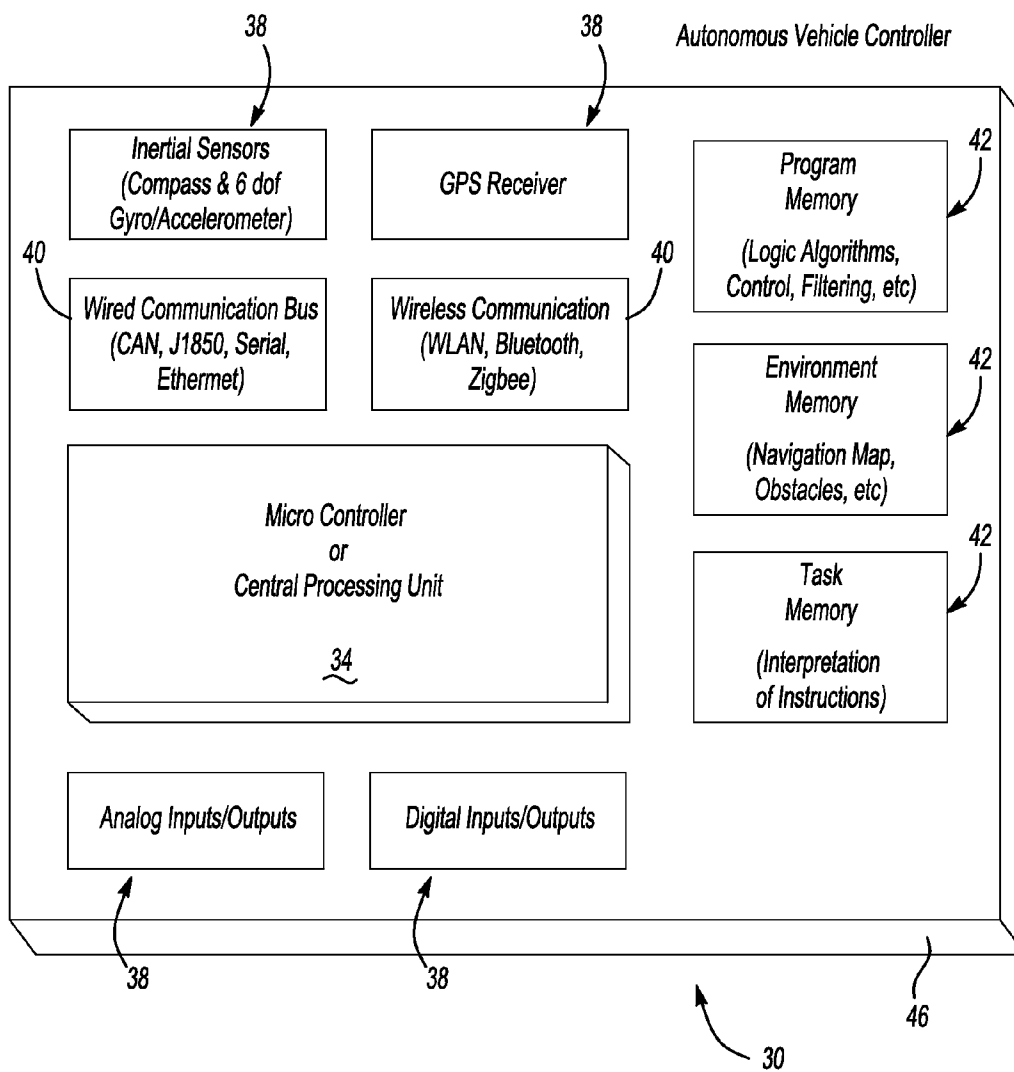 38
38
Autonomous Vehicle Controller
Inertial Sensors
(Compass & 6 dof
Gyro/Accelerometer)
GPS Receiver
42
Program
Memory
(Logic Algorithms,
Control, Filtering, etc)
40
Wired Communication Bus
(CAN, J1850, Serial,
Ethermet)
40
Wireless Communication
(WLAN, Bluetooth,
Zigbee)
42
Environment
Memory
(Navigation Map,
Obstacles, etc)
Micro Controller
or
Central Processing Unit
34
42
Task
Memory
(Interpretation
of Instructions)
Analog Inputs/Outputs
Digital Inputs/Outputs
38
38
46
30